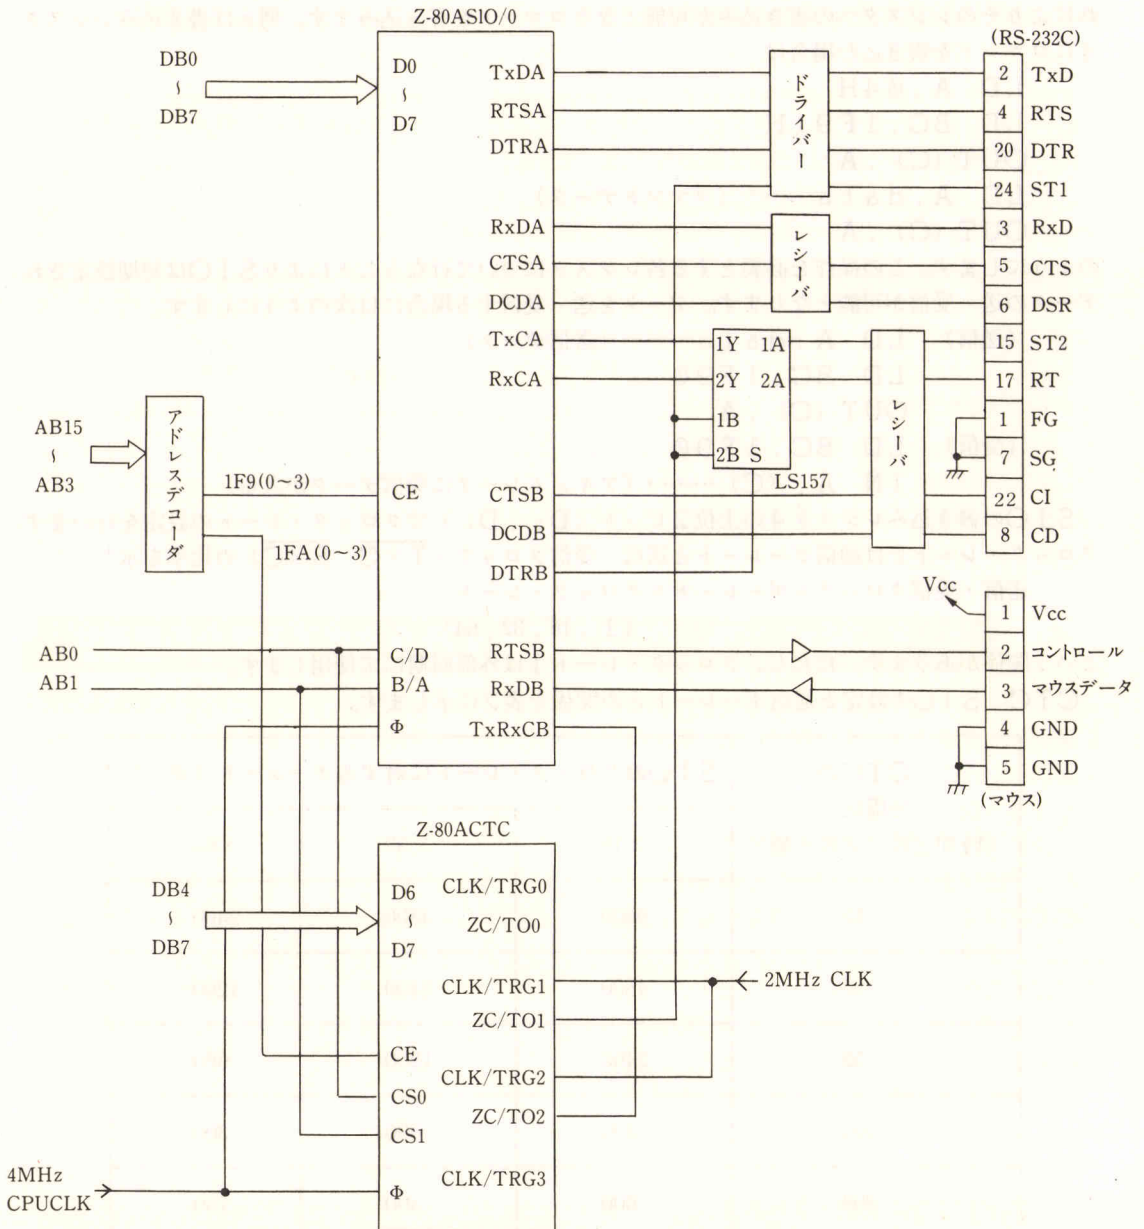 Z-80ASIO/0
(RS-232C)
DB0
〜
DB7
D0
〜
D7
TxDA
RTSA
DTRA
RxDA
CTSA
DCDA
TxCA
RxCA
ドライバー
レシーバ
2 TxD
4 RTS
20 DTR
24 ST1
3 RxD
5 CTS
6 DSR
15 ST2
17 RT
1 FG
7 SG
22 CI
8 CD
1Y 1A
2Y 2A
1B
2B S
LS157
レシーバ
AB15
〜
AB3
アドレスデコーダ
1F9(0~3)
1FA(0~3)
CE
CTSB
DCDB
DTRB
AB0
AB1
C/D
B/A
Φ
RTSB
RxDB
TxRxCB
Vcc
1 Vcc
2 コントロール
3 マウスデータ
4 GND
5 GND
(マウス)
Z-80ACTC
DB4
〜
DB7
D6
〜
D7
CLK/TRG0
ZC/TO0
CLK/TRG1
ZC/TO1
2MHz CLK
CE
CLK/TRG2
CS0
ZC/TO2
CS1
CLK/TRG3
4MHz
CPUCLK
Φ